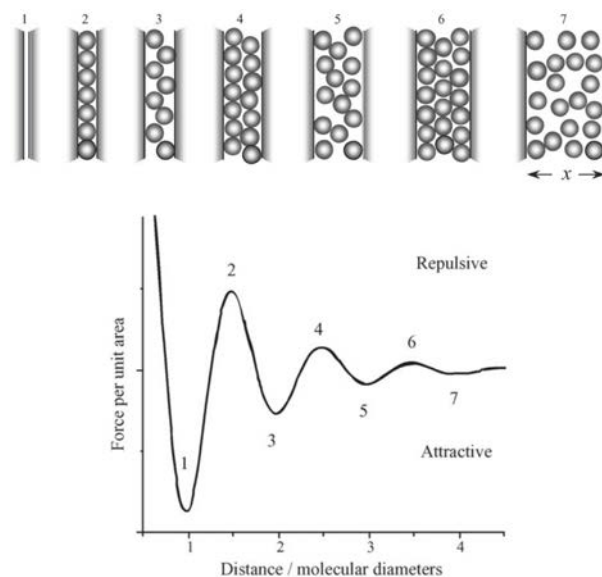 1 2 3 4 5 6 7
x
Repulsive
2
4
6
1
3
5
7
Attractive
Force per unit area
1 2 3 4
Distance / molecular diameters